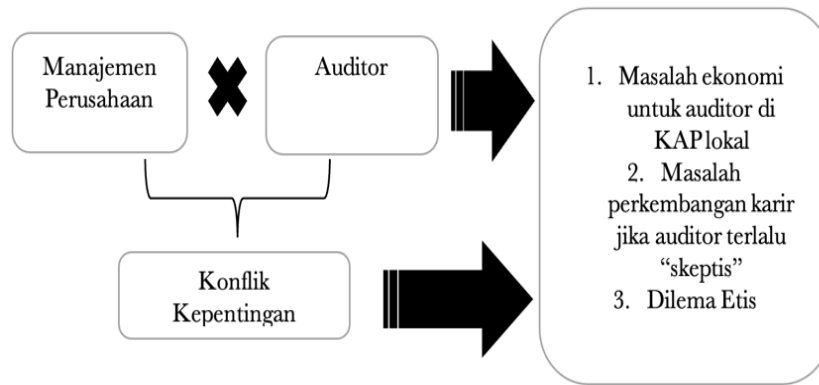 Manajemen
Perusahaan
Auditor
Konflik
Kepentingan
1. Masalah ekonomi
untuk auditor di
KAP lokal
2. Masalah
perkembangan karir
jika auditor terlalu
“skeptis”
3. Dilema Etis